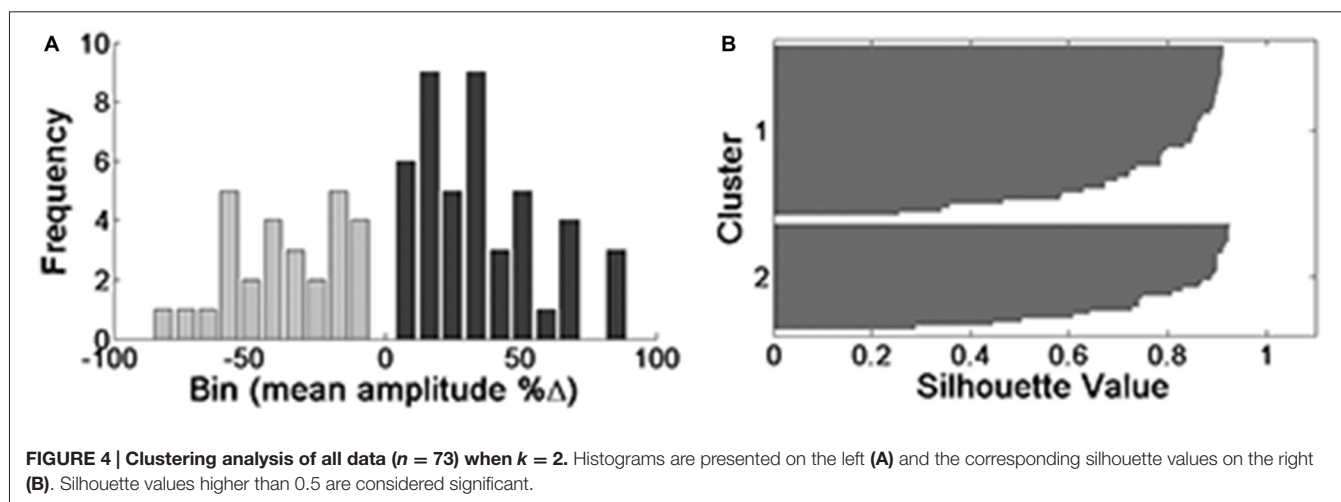 A
10
8
6
4
2
0
Frequency
-100
-50
0
50
100
Bin (mean amplitude %Δ)
B
Cluster
1
2
0
0.2
0.4
0.6
0.8
1
Silhouette Value
FIGURE 4 | Clustering analysis of all data (n = 73) when k = 2. Histograms are presented on the left (A) and the corresponding silhouette values on the right
(B). Silhouette values higher than 0.5 are considered significant.